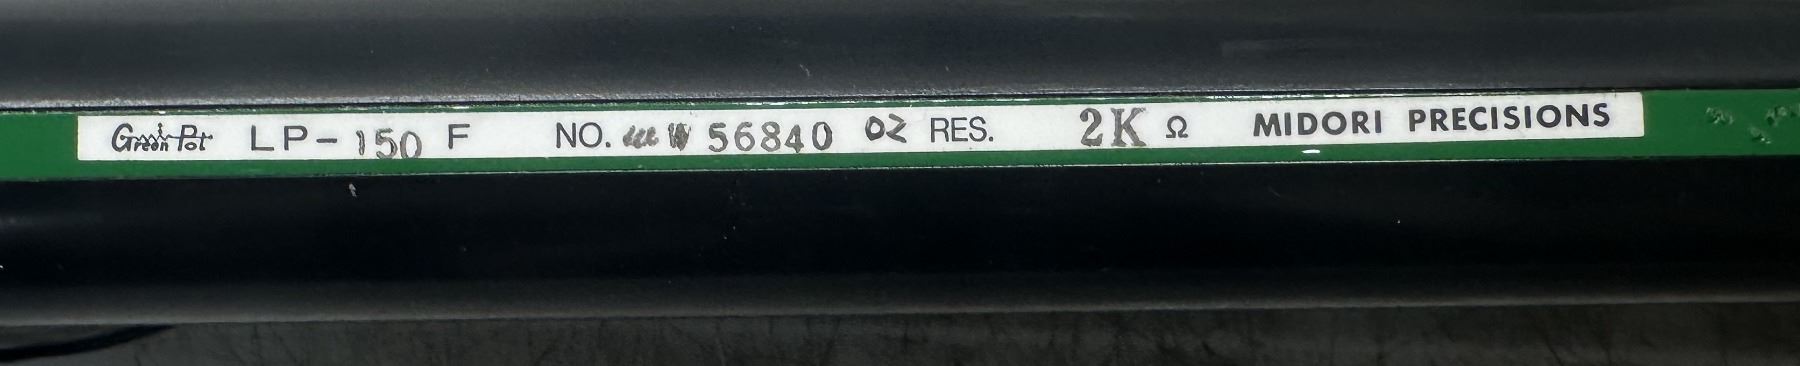 Green Pot LP-150 F NO. W 56840 02 RES. 2K Ω MIDORI PRECISIONS